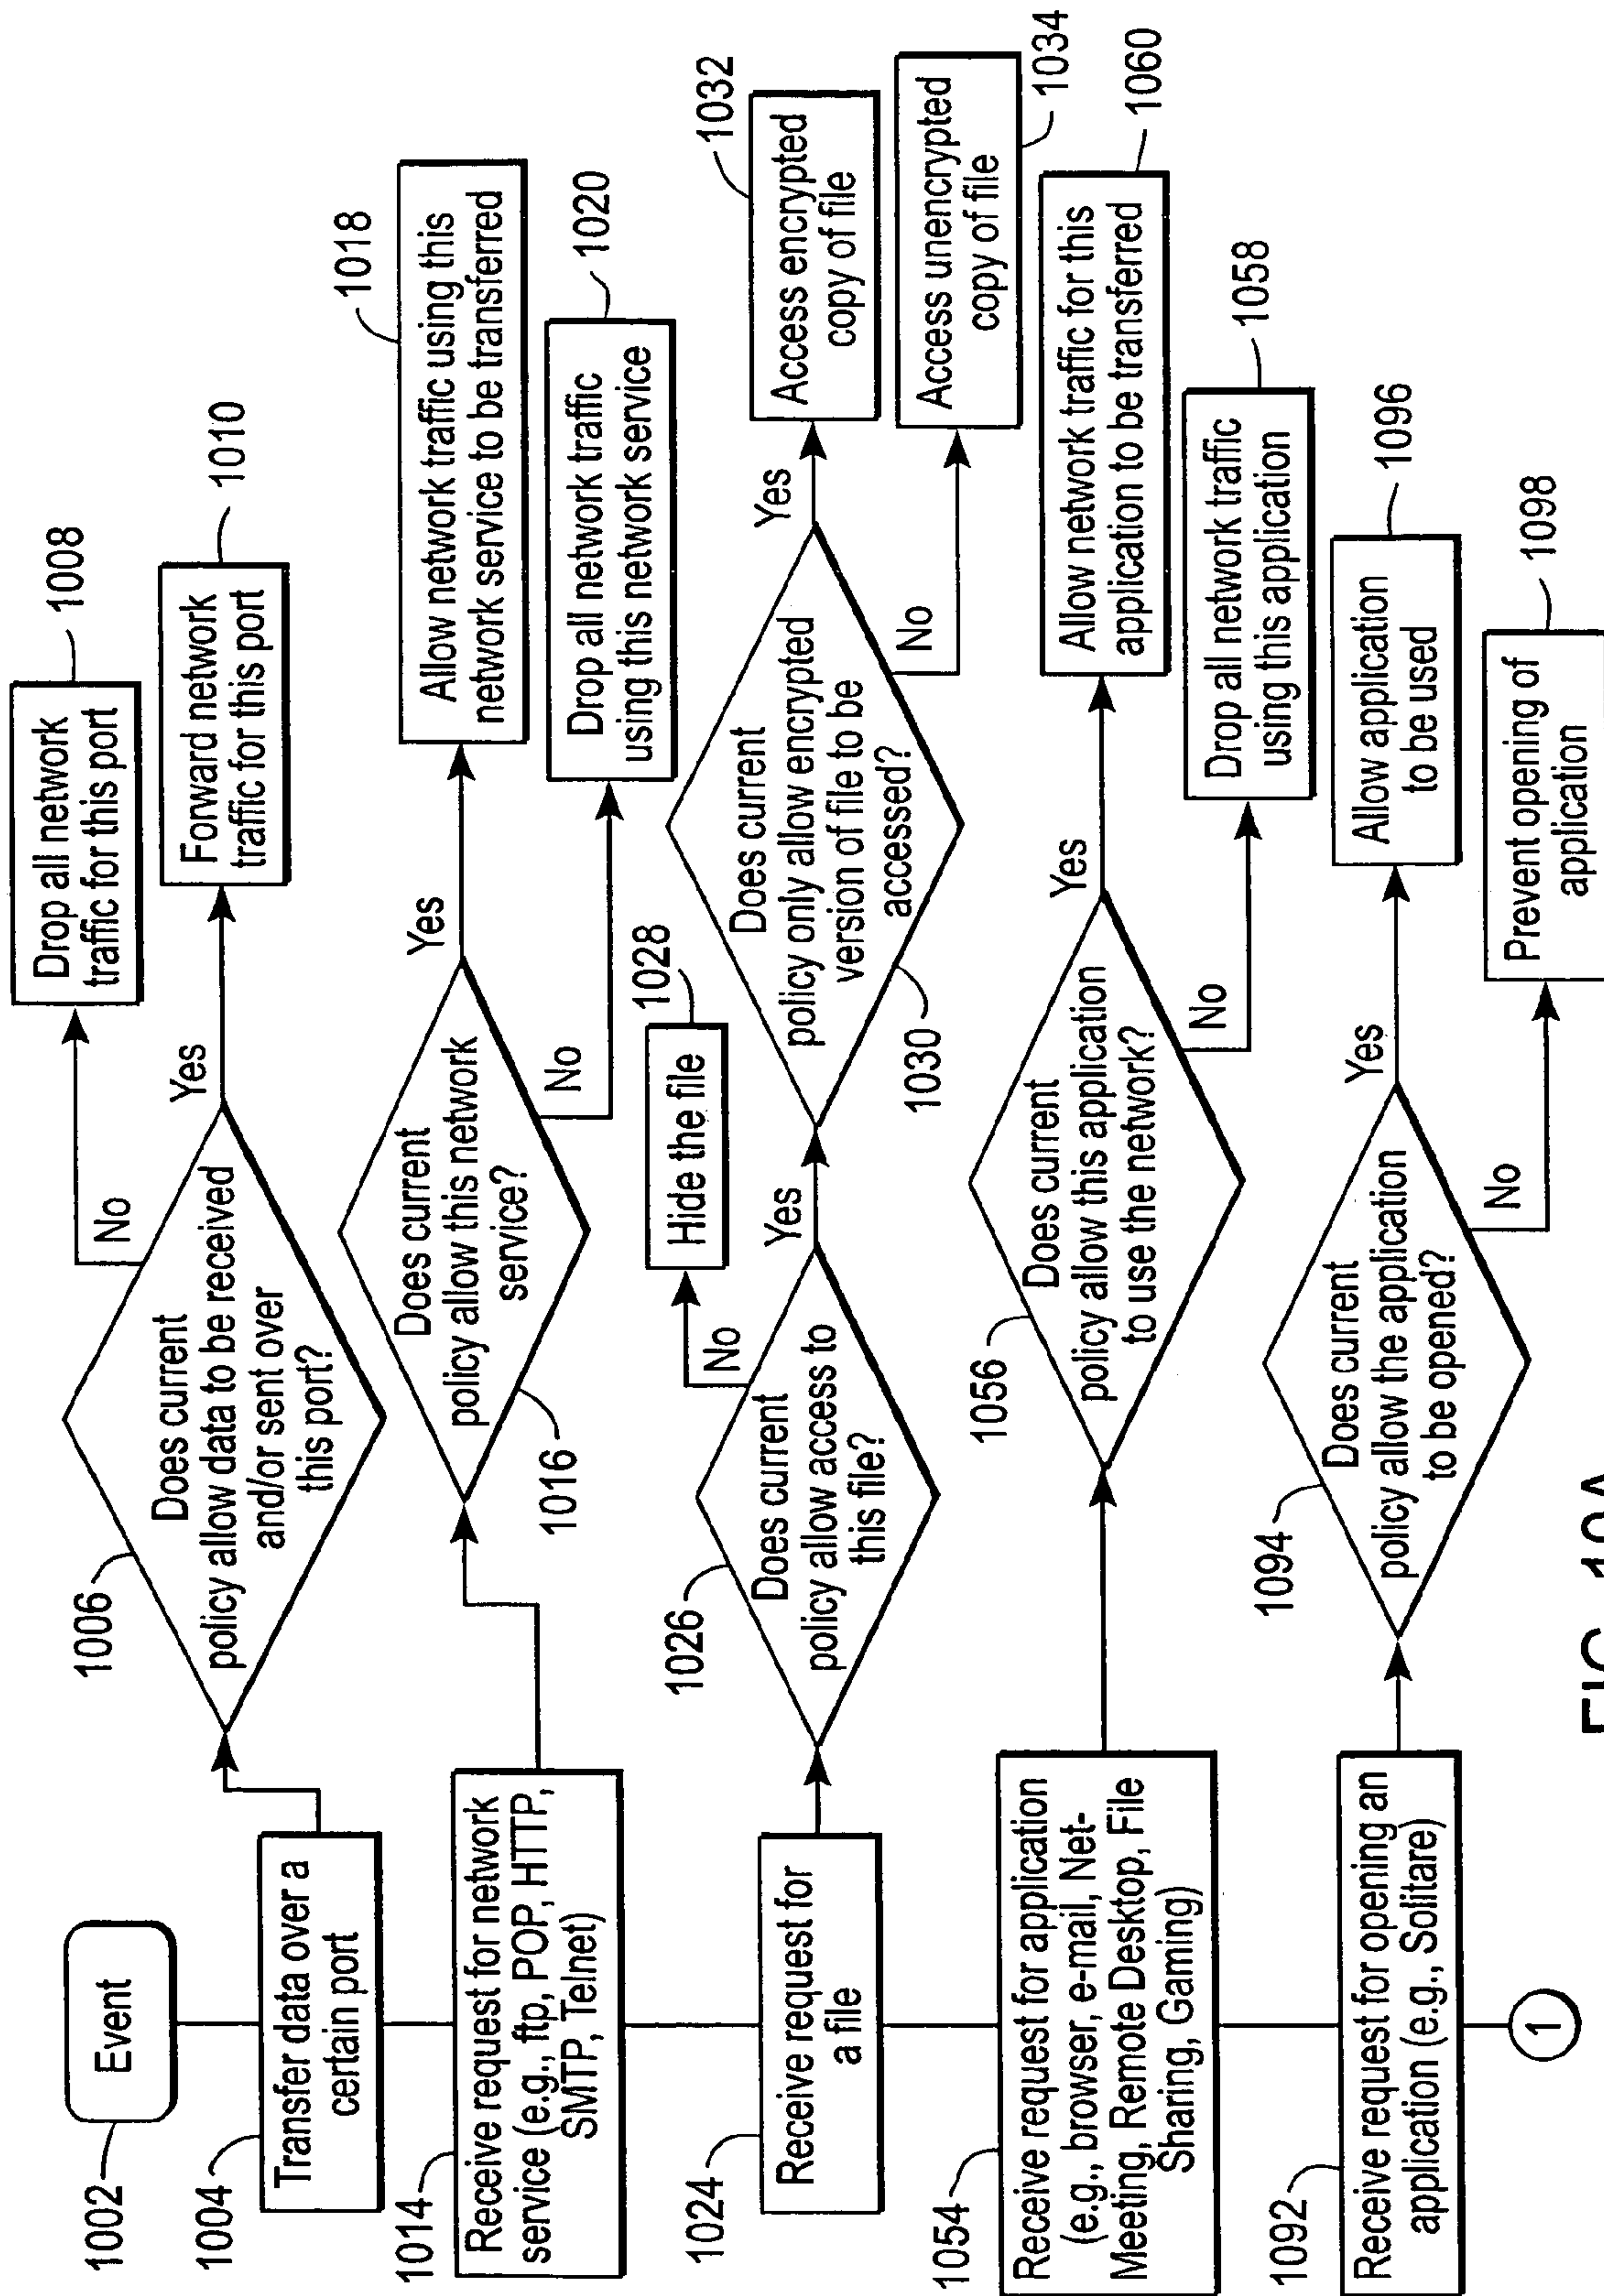 1002
Event
1004
Transfer data over a
certain port
1006
Does current
policy allow data to be received
and/or sent over
this port?
No
1008
Drop all network
traffic for this port
Yes
1010
Forward network
traffic for this port
1014
Receive request for network
service (e.g., ftp, POP, HTTP,
SMTP, Telnet)
1016
Does current
policy allow this network
service?
Yes
1018
Allow network traffic using this
network service to be transferred
No
1020
Drop all network traffic
using this network service
1024
Receive request for
a file
1026
Does current
policy allow access to
this file?
No
1028
Hide the file
Yes
1030
Does current
policy only allow encrypted
version of file to be
accessed?
Yes
1032
Access encrypted
copy of file
No
1034
Access unencrypted
copy of file
1054
Receive request for application
(e.g., browser, e-mail, Net-
Meeting, Remote Desktop, File
Sharing, Gaming)
1056
Does current
policy allow this application
to use the network?
Yes
1060
Allow network traffic for this
application to be transferred
No
1058
Drop all network traffic
using this application
1092
Receive request for opening an
application (e.g., Solitare)
1094
Does current
policy allow the application
to be opened?
Yes
1096
Allow application
to be used
No
1098
Prevent opening of
application
1
FIG. 10A